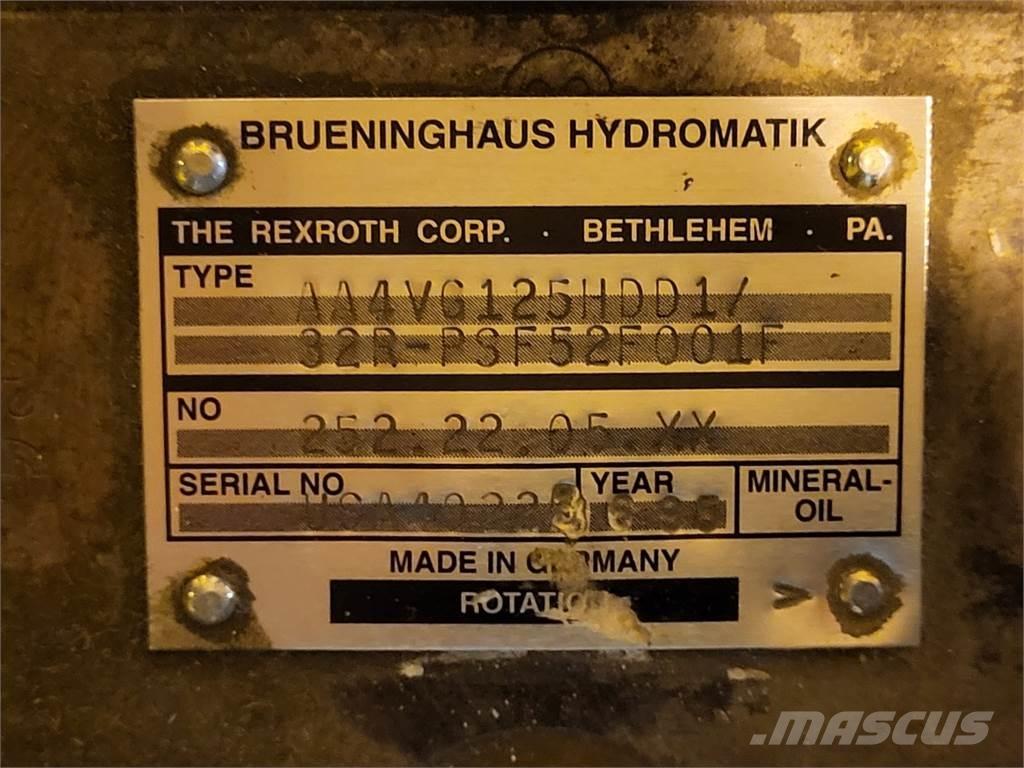 BRUENINGHAUS HYDROMATIK
THE REXROTH CORP. · BETHLEHEM · PA.
TYPE
AA4VG125HDD1/
32R-PSF52F001F
NO
252.22.05.XX
SERIAL NO YEAR MINERAL-
OIL
MADE IN
ROTATION
>
MASCUS